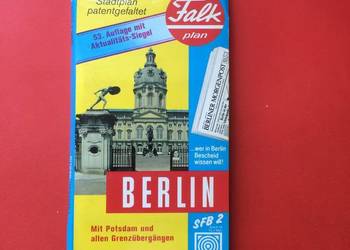 Stadtplan
patentgefaltet
Falk
plan
53. Auflage mit
Aktualitäts-Siegel
BERLINER MORGENPOST
...wer in Berlin
Bescheid
wissen will!
BERLIN
Mit Potsdam und
allen Grenzübergängen
SFB 2